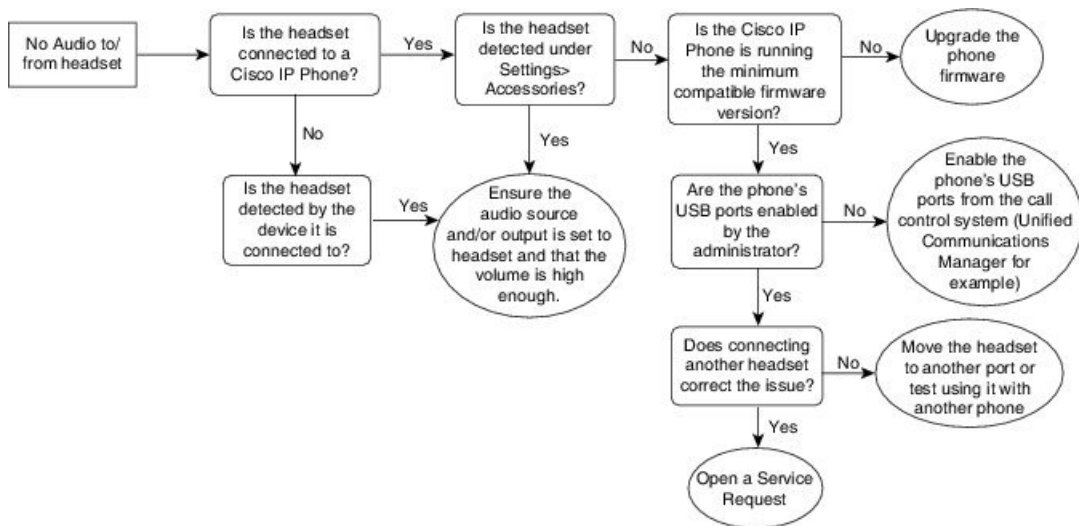 No Audio to/
from headset
Is the headset
connected to a
Cisco IP Phone?
Yes
Is the headset
detected under
Settings>
Accessories?
No
Is the Cisco IP
Phone is running
the minimum
compatible firmware
version?
No
Upgrade the
phone
firmware
No
Yes
Yes
Is the headset
detected by the
device it is
connected to?
Yes
Ensure the
audio source
and/or output is set to
headset and that the
volume is high
enough.
Are the phone's
USB ports enabled
by the
administrator?
No
Enable the
phone's USB
ports from the call
control system (Unified
Communications
Manager for
example)
Yes
Does connecting
another headset
correct the issue?
No
Move the headset
to another port or
test using it with
another phone
Yes
Open a Service
Request